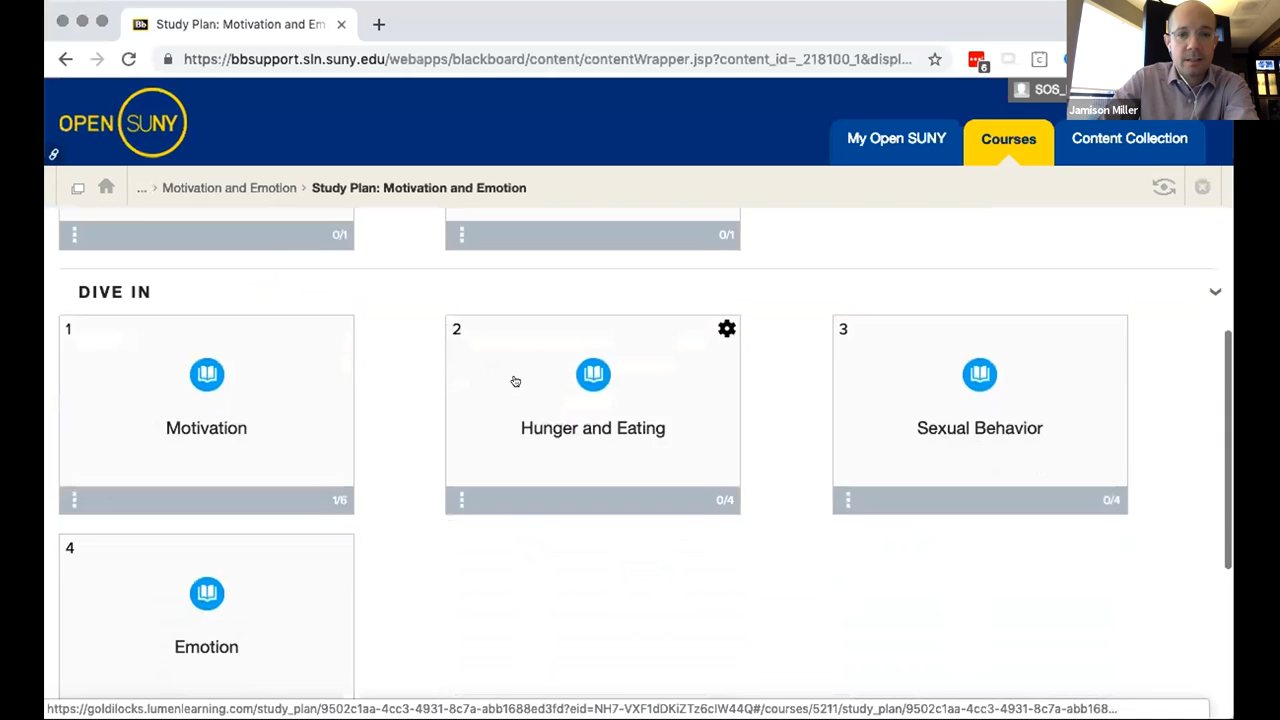 Bb Study Plan: Motivation and Em
https://bbsupport.sln.suny.edu/webapps/blackboard/content/contentWrapper.jsp?content_id=_218100_1&displ...
6
SOS_
Jamison Miller
OPEN SUNY
My Open SUNY
Courses
Content Collection
... > Motivation and Emotion > Study Plan: Motivation and Emotion
0/1
0/1
DIVE IN
1
2
3
Motivation
Hunger and Eating
Sexual Behavior
1/6
0/4
0/4
4
Emotion
https://goldilocks.lumenlearning.com/study_plan/9502c1aa-4cc3-4931-8c7a-abb1688ed3fd?eid=NH7-VXF1dDKiZTz6clW44Q#/courses/5211/study_plan/9502c1aa-4cc3-4931-8c7a-abb168...